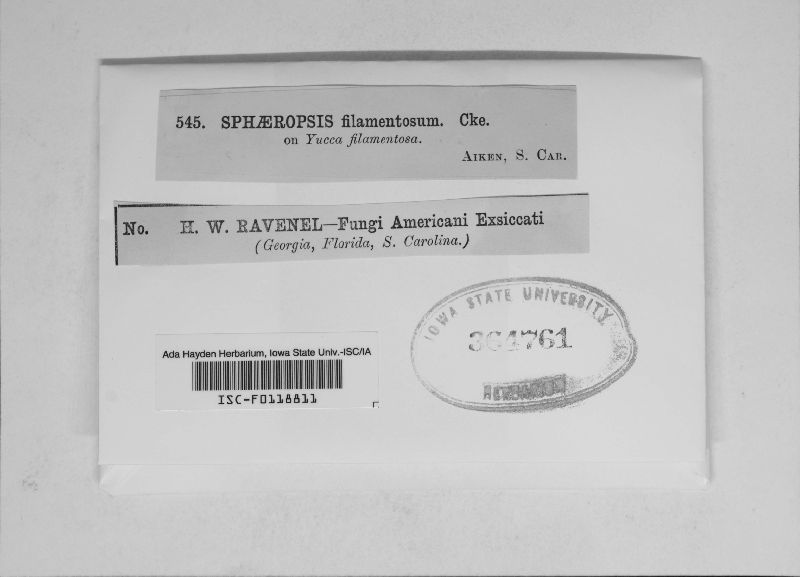 545. SPHÆROPSIS filamentosum. Cke.
on Yucca filamentosa.
AIKEN, S. CAR.
No. H. W. RAVENEL—Fungi Americani Exsiccati
(Georgia, Florida, S. Carolina.)
IOWA STATE UNIVERSITY
364761
HERBARIUM
Ada Hayden Herbarium, Iowa State Univ.-ISC/IA
ISC-F0118811